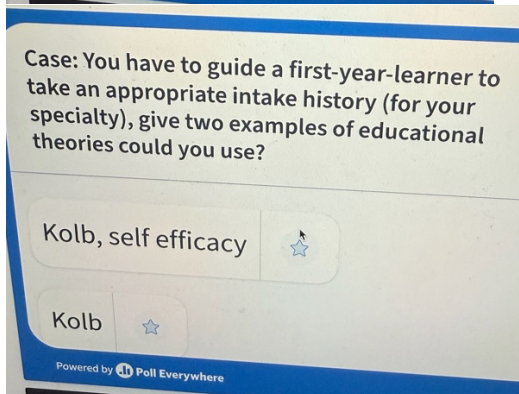 Case: You have to guide a first-year-learner to
take an appropriate intake history (for your
specialty), give two examples of educational
theories could you use?
Kolb, self efficacy
Kolb
Powered by Poll Everywhere